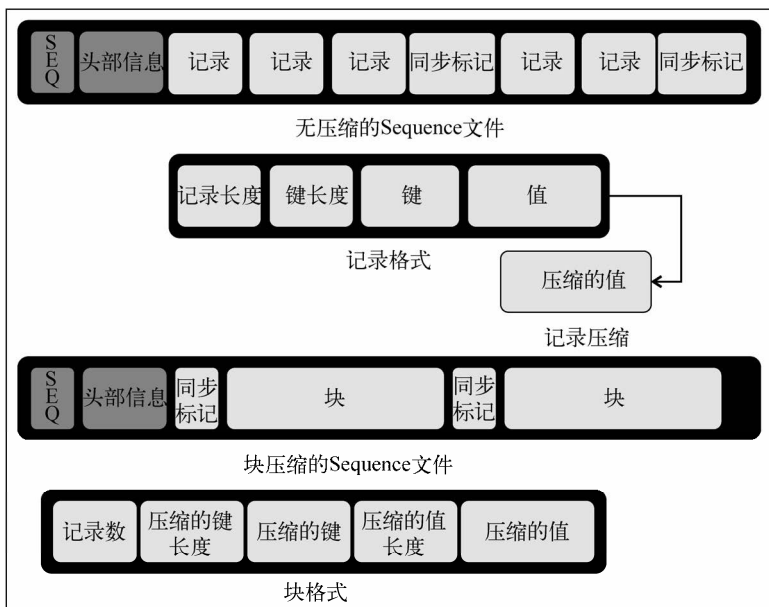 SEQ 头部信息 记录 记录 记录 同步标记 记录 记录 同步标记
无压缩的Sequence文件
记录长度 键长度 键 值
记录格式
压缩的值
记录压缩
SEQ 头部信息 同步标记 块 同步标记 块
块压缩的Sequence文件
记录数 压缩的键长度 压缩的键 压缩的值长度 压缩的值
块格式